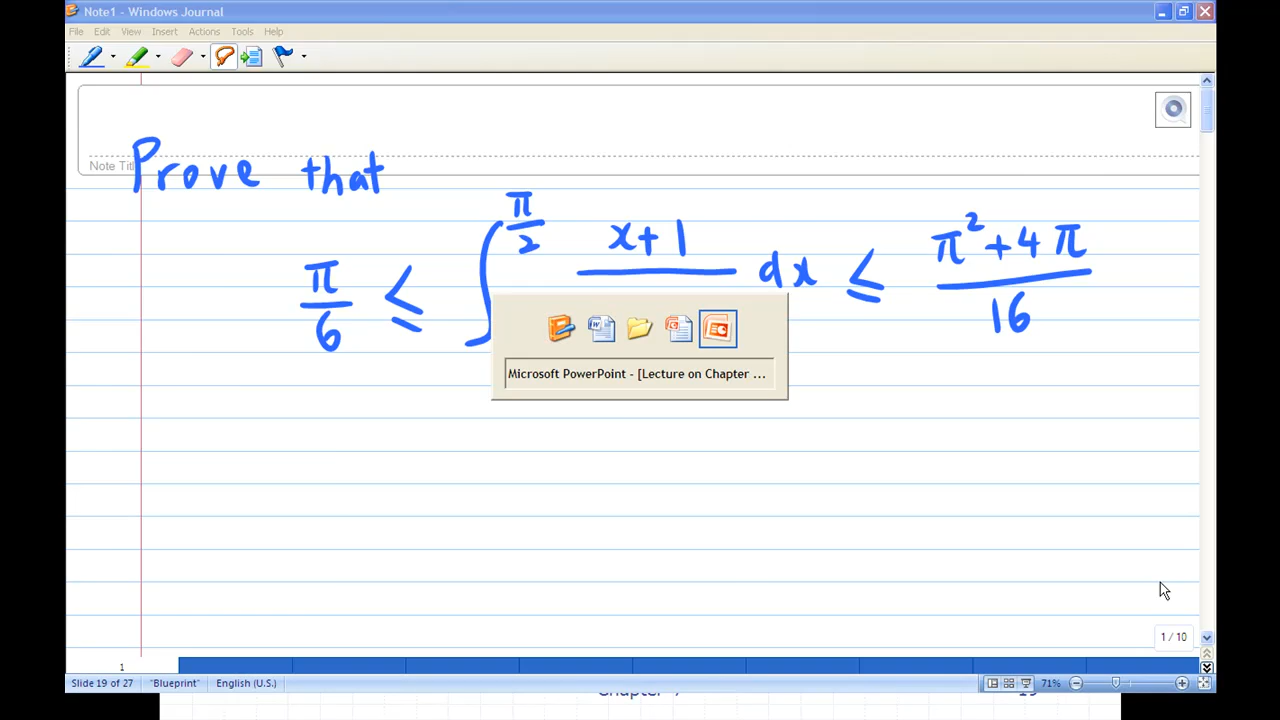 Note1 - Windows Journal
File Edit View Insert Actions Tools Help
Note Titl
Prove that
π/6 ≤ ∫ π/2 x+1 dx ≤ π²+4π/16
Microsoft PowerPoint - [Lecture on Chapter ...
1 / 10
1
Slide 19 of 27 "Blueprint" English (U.S.) 71%